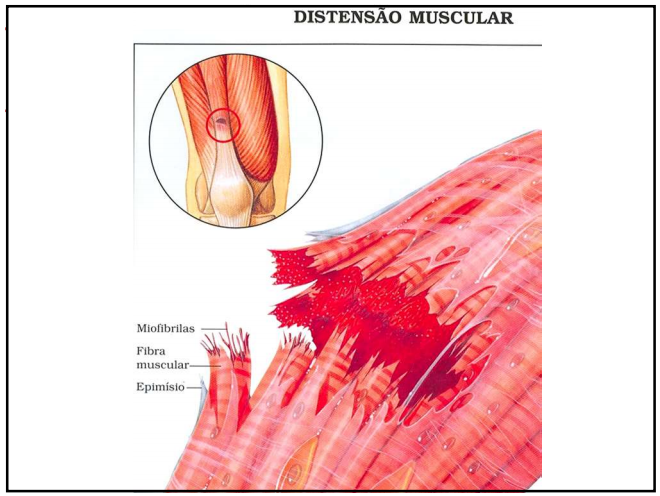 DISTENSÃO MUSCULAR
Miofibrilas
Fibra
muscular
Epimísio